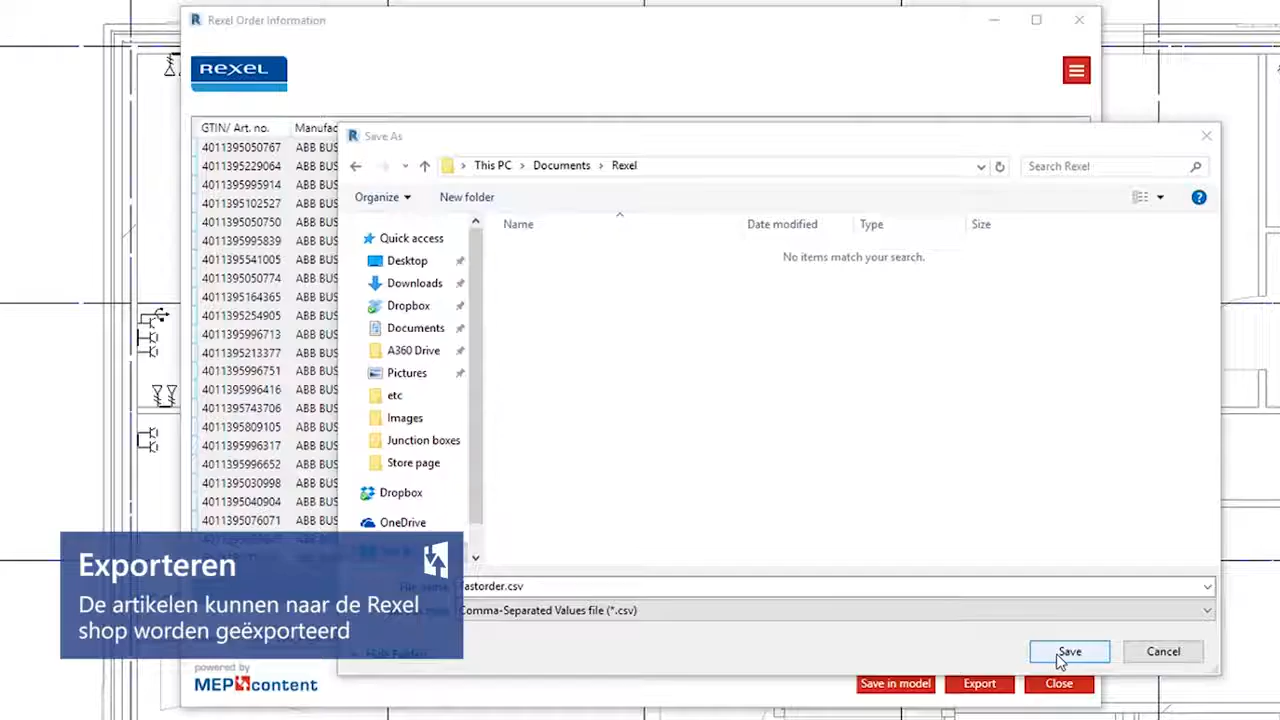 Rexel Order Information
REXEL
GTIN/ Art. no. Manufac
Save As
This PC Documents Rexel
Search Rexel
Organize New folder
Name Date modified Type Size
No items match your search.
Quick access
Desktop
Downloads
Dropbox
Documents
A360 Drive
Pictures
etc
Images
Junction boxes
Store page
Dropbox
OneDrive
4011395050767 ABB BUS
4011395229064 ABB BUS
4011395995914 ABB BUS
4011395102527 ABB BUS
4011395050750 ABB BUS
4011395995839 ABB BUS
4011395541005 ABB BUS
4011395050774 ABB BUS
4011395164365 ABB BUS
4011395254905 ABB BUS
4011395996713 ABB BUS
4011395213377 ABB BUS
4011395996751 ABB BUS
4011395996416 ABB BUS
4011395743706 ABB BUS
4011395809105 ABB BUS
4011395996317 ABB BUS
4011395996652 ABB BUS
4011395030998 ABB BUS
4011395040904 ABB BUS
4011395076071 ABB BUS
File name: fastorder.csv
Comma-Separated Values file (*.csv)
Hide Folders
Save Cancel
Exporteren
De artikelen kunnen naar de Rexel
shop worden geëxporteerd
powered by
MEPcontent
Save in model Export Close